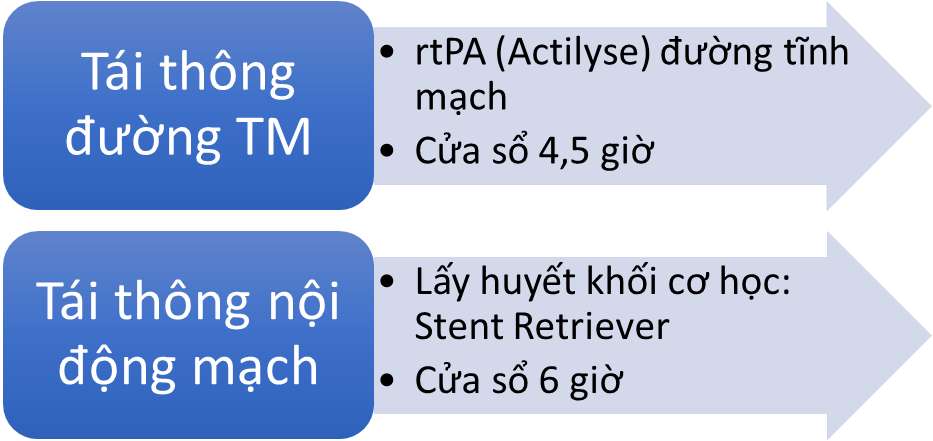 Tái thông
đường TM
• rtPA (Actilyse) đường tĩnh
mạch
• Cửa sổ 4,5 giờ
Tái thông nội
động mạch
• Lấy huyết khối cơ học:
Stent Retriever
• Cửa sổ 6 giờ